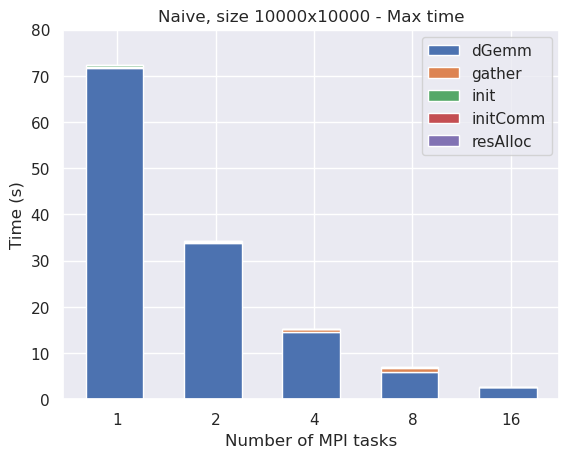 Naive, size 10000x10000 - Max time
80
70
60
50
40
30
20
10
0
Time (s)
dGemm
gather
init
initComm
resAlloc
1 2 4 8 16
Number of MPI tasks